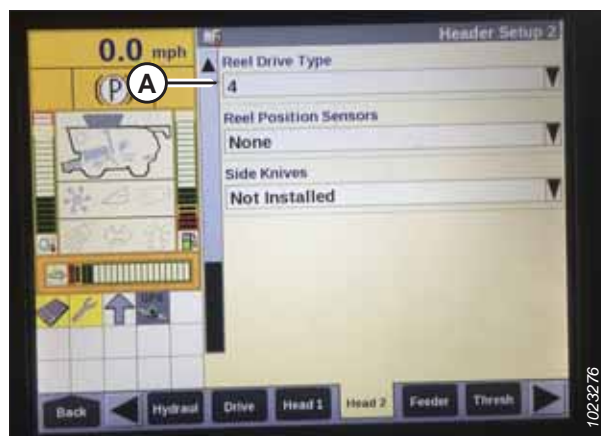 0.0 mph
Header Setup 2
(P)
A
Reel Drive Type
4
Reel Position Sensors
None
Side Knives
Not Installed
GPS
Back
Hydraul
Drive
Head 1
Head 2
Feeder
Thresh
1023276